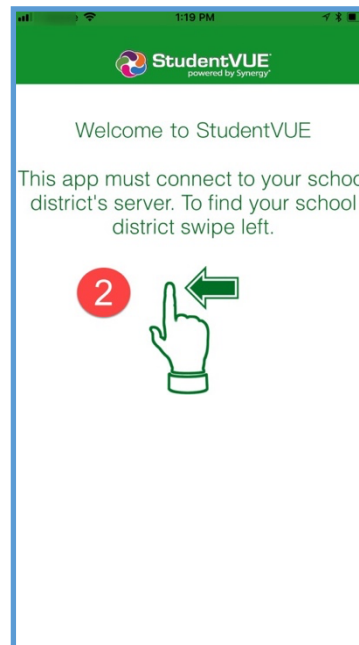 1:19 PM
StudentVUE
powered by Synergy
Welcome to StudentVUE
This app must connect to your schoo
district's server. To find your school
district swipe left.
2